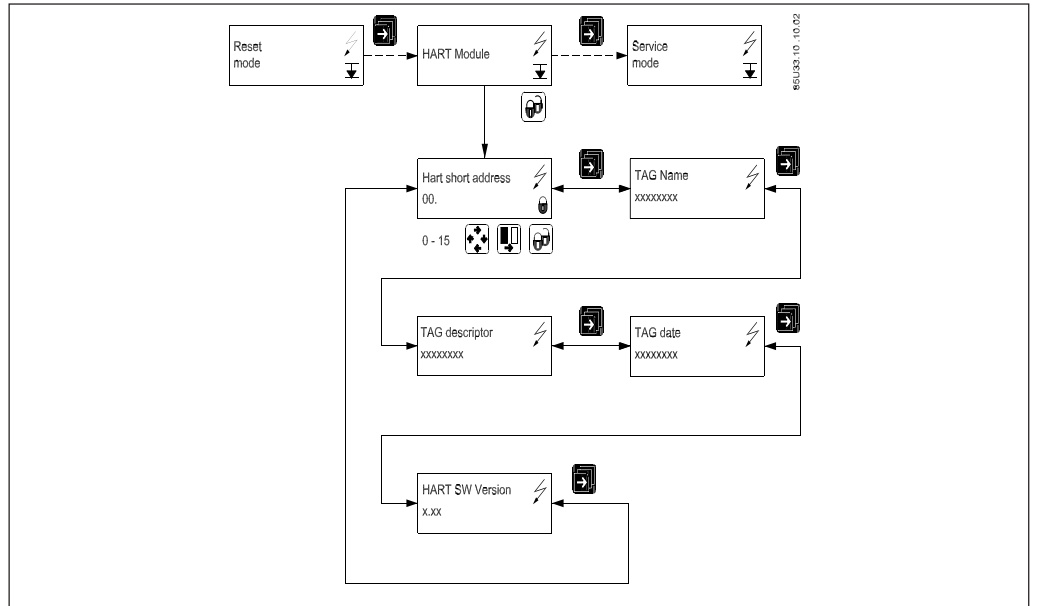 Reset
mode
HART Module
Service
mode
85U33.10 .10.02
Hart short address
00.
TAG Name
xxxxxxxx
0 - 15
TAG descriptor
xxxxxxxx
TAG date
xxxxxxxx
HART SW Version
x.xx